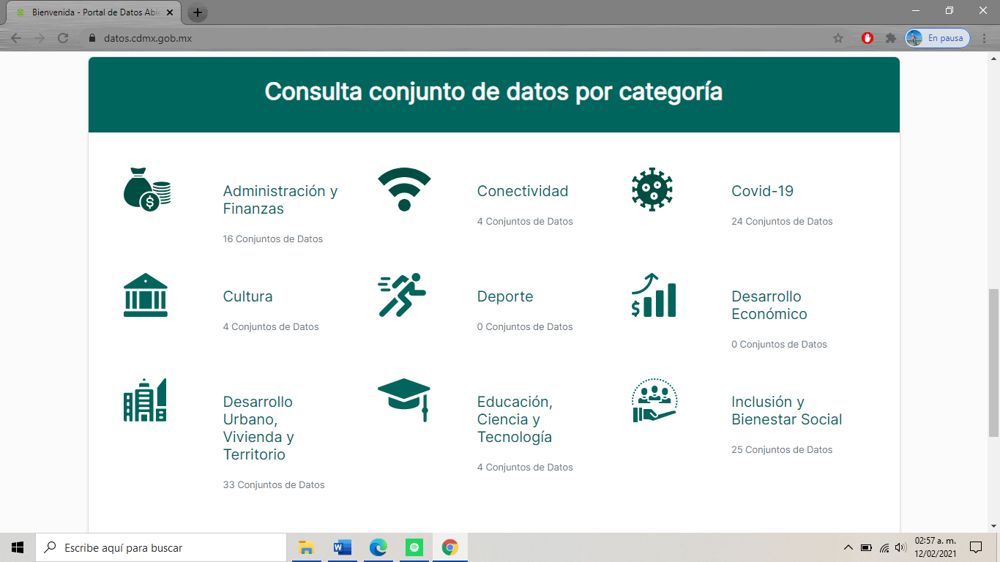 Bienvenida - Portal de Datos Abi
datos.cdmx.gob.mx
En pausa
Consulta conjunto de datos por categoría
Administración y
Finanzas
16 Conjuntos de Datos
Conectividad
4 Conjuntos de Datos
Covid-19
24 Conjuntos de Datos
Cultura
4 Conjuntos de Datos
Deporte
0 Conjuntos de Datos
Desarrollo
Económico
0 Conjuntos de Datos
Desarrollo
Urbano,
Vivienda y
Territorio
33 Conjuntos de Datos
Educación,
Ciencia y
Tecnología
4 Conjuntos de Datos
Inclusión y
Bienestar Social
25 Conjuntos de Datos
Escribe aquí para buscar
02:57 a. m.
12/02/2021